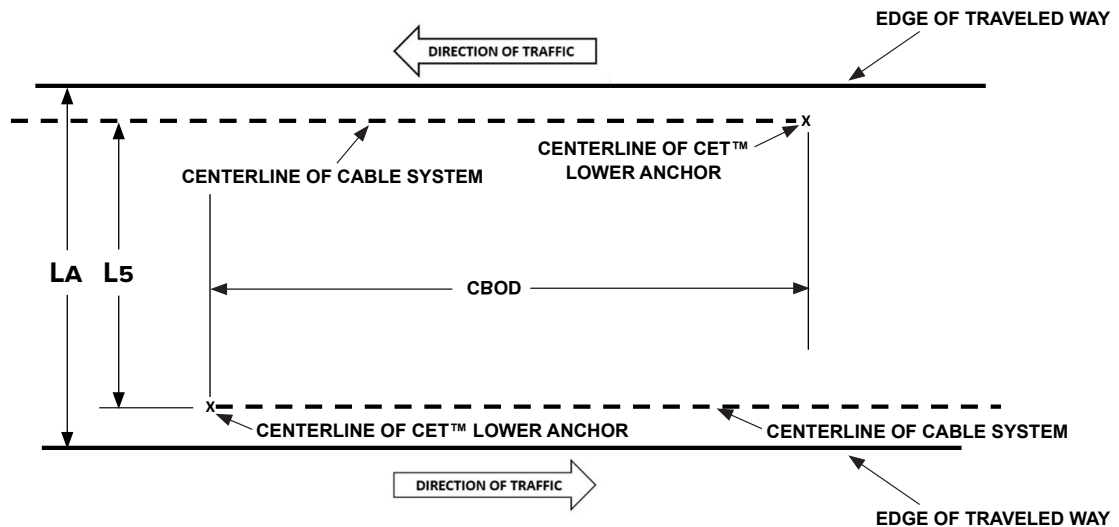 EDGE OF TRAVELED WAY
DIRECTION OF TRAFFIC
X
CENTERLINE OF CET™
LOWER ANCHOR
CENTERLINE OF CABLE SYSTEM
LA
L5
CBOD
X
CENTERLINE OF CET™ LOWER ANCHOR
CENTERLINE OF CABLE SYSTEM
DIRECTION OF TRAFFIC
EDGE OF TRAVELED WAY